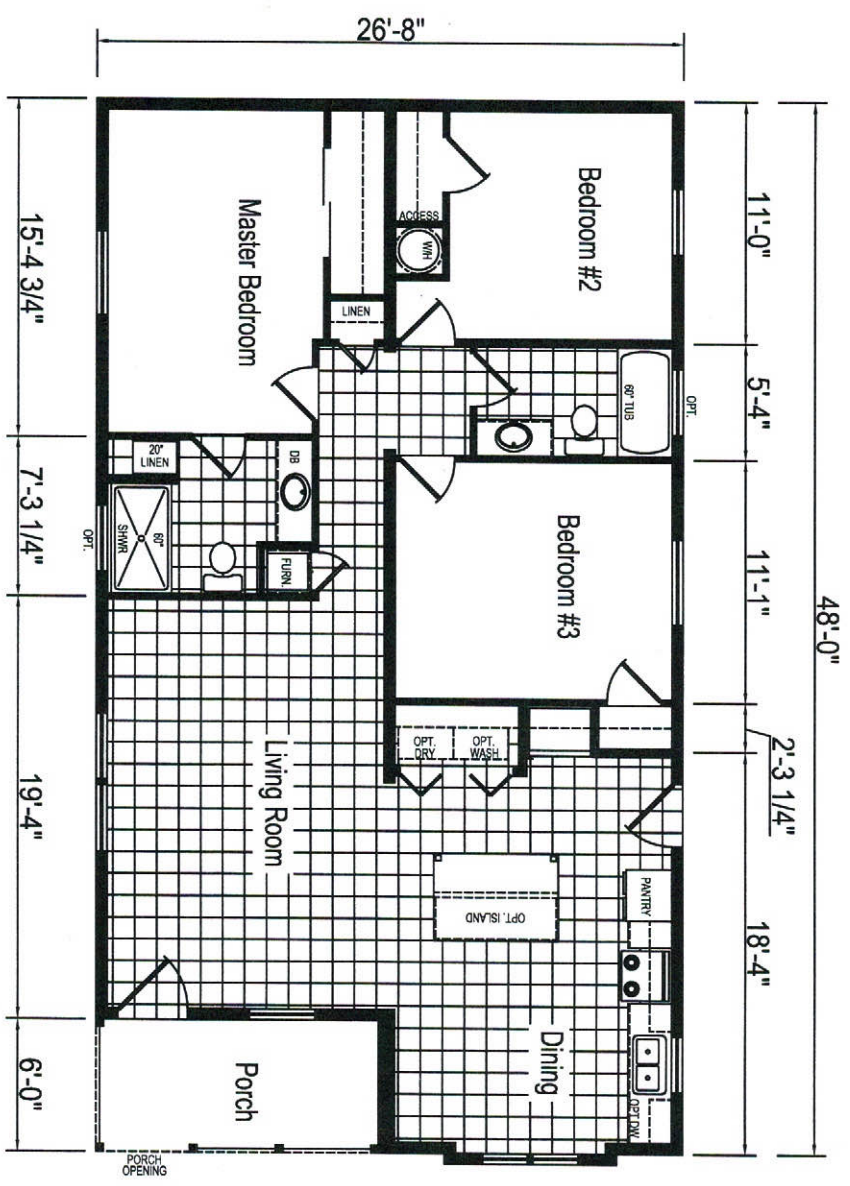 26'-8"
15'-4 3/4"
7'-3 1/4"
19'-4"
6'-0"
11'-0"
5'-4"
11'-1"
2'-3 1/4"
18'-4"
48'-0"
Bedroom #2
Master Bedroom
ACCESS
W/H
LINEN
60" TUB
OPT.
20"
LINEN
DB
60"
SHWR
OPT.
FURN.
Bedroom #3
OPT.
DRY
OPT.
WASH
Living Room
PANTRY
OPT. ISLAND
Dining
OPT DW
Porch
PORCH
OPENING